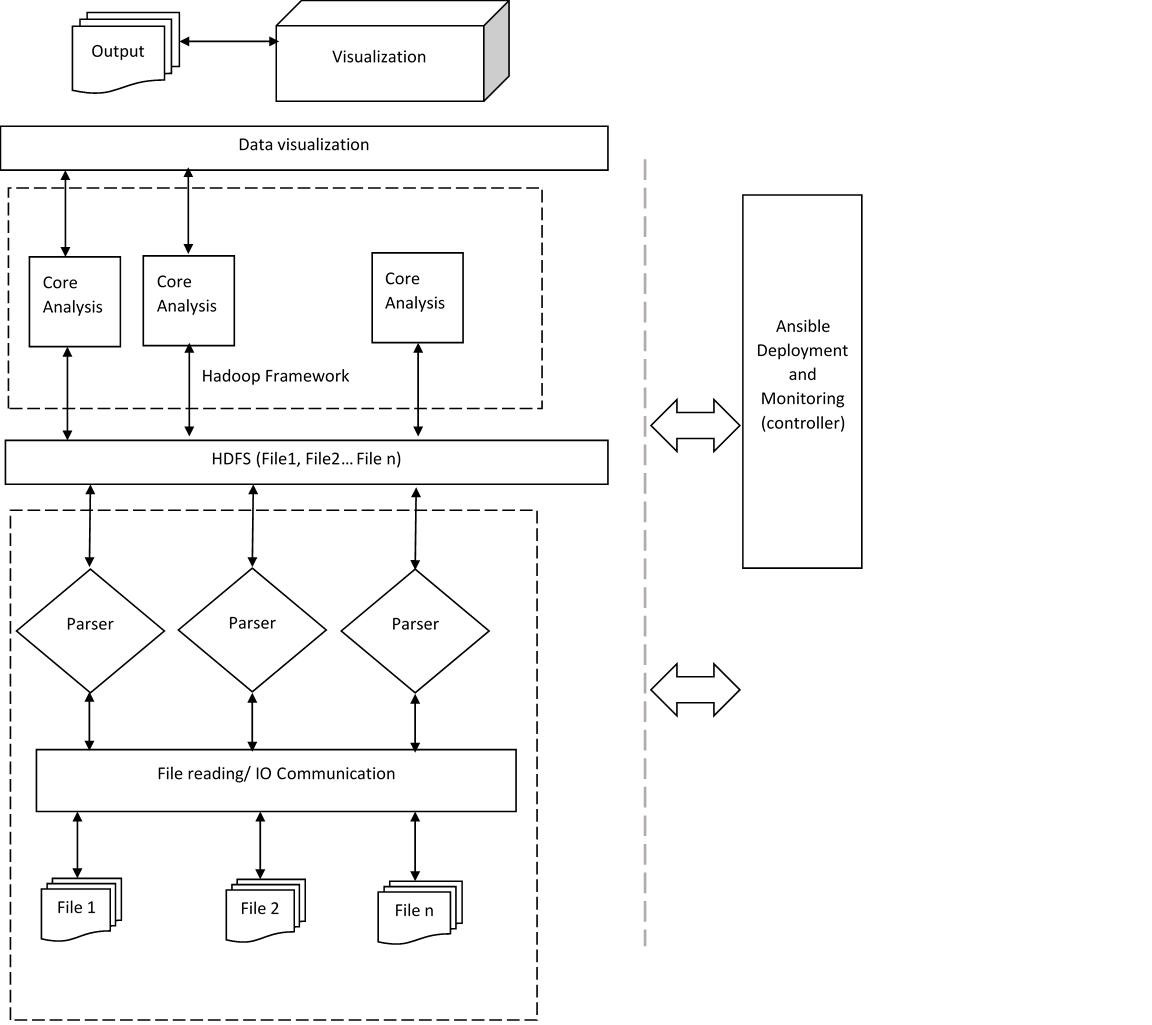 Output
Visualization
Data visualization
Core
Analysis
Core
Analysis
Core
Analysis
Hadoop Framework
HDFS (File1, File2... File n)
Parser
Parser
Parser
File reading/ IO Communication
File 1
File 2
File n
Ansible
Deployment
and
Monitoring
(controller)